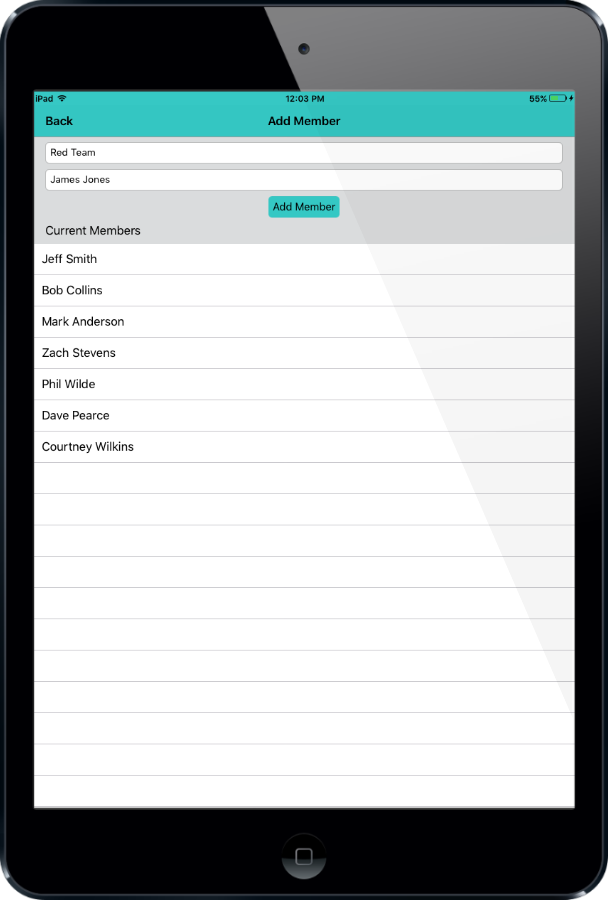 iPad 12:03 PM 55%
Back Add Member
Red Team
James Jones
Add Member
Current Members
Jeff Smith
Bob Collins
Mark Anderson
Zach Stevens
Phil Wilde
Dave Pearce
Courtney Wilkins